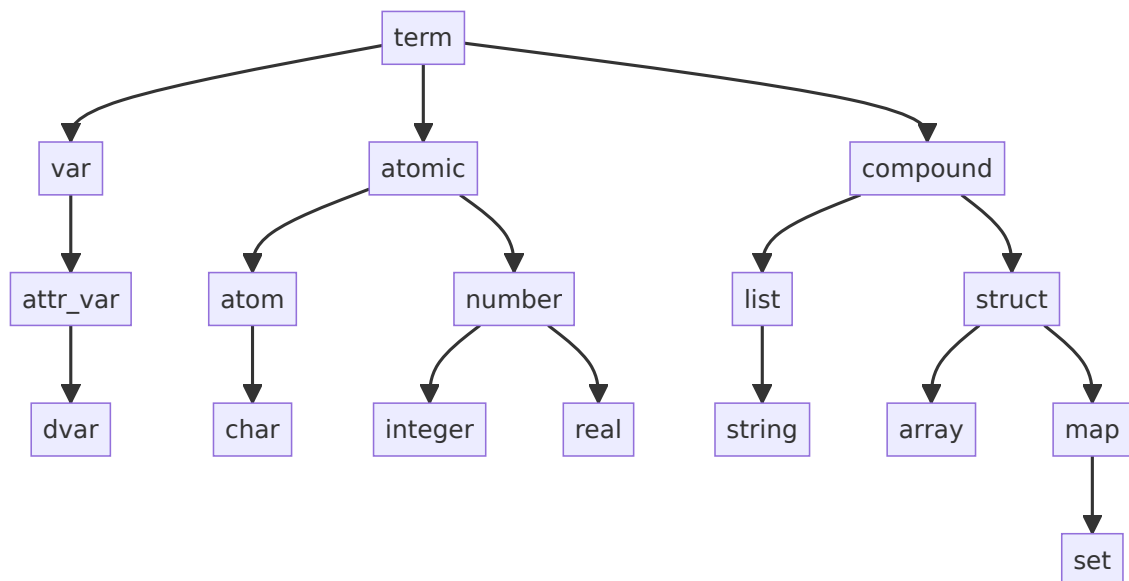 term
var
atomic
compound
attr_var
atom
number
list
struct
dvar
char
integer
real
string
array
map
set